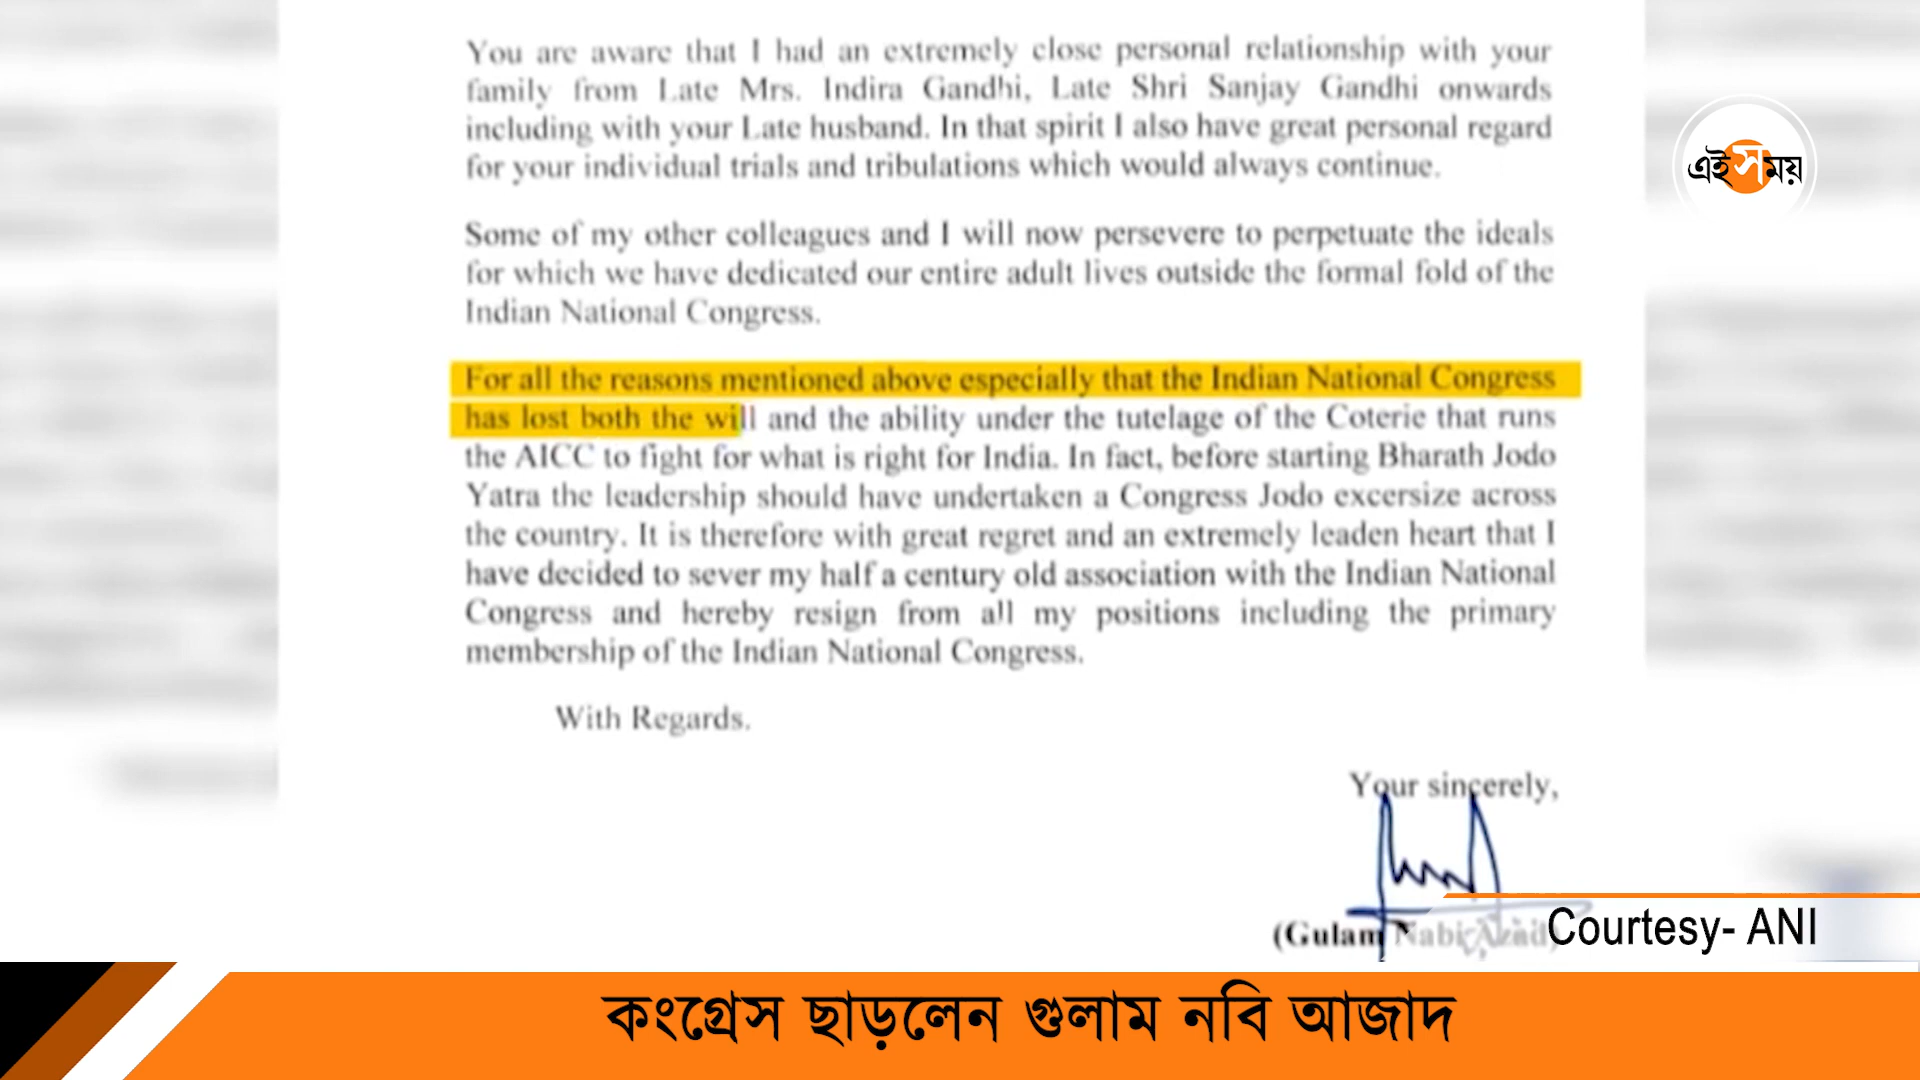 You are aware that I had an extremely close personal relationship with your
family from Late Mrs. Indira Gandhi, Late Shri Sanjay Gandhi onwards
including with your Late husband. In that spirit I also have great personal regard
for your individual trials and tribulations which would always continue.
এই সময়
Some of my other colleagues and I will now persevere to perpetuate the ideals
for which we have dedicated our entire adult lives outside the formal fold of the
Indian National Congress.
For all the reasons mentioned above especially that the Indian National Congress
has lost both the will and the ability under the tutelage of the Coterie that runs
the AICC to fight for what is right for India. In fact, before starting Bharath Jodo
Yatra the leadership should have undertaken a Congress Jodo excersize across
the country. It is therefore with great regret and an extremely leaden heart that I
have decided to sever my half a century old association with the Indian National
Congress and hereby resign from all my positions including the primary
membership of the Indian National Congress.
With Regards.
Your sincerely,
(Gulam Nabi Azad)
Courtesy- ANI
কংগ্রেস ছাড়লেন গুলাম নবি আজাদ